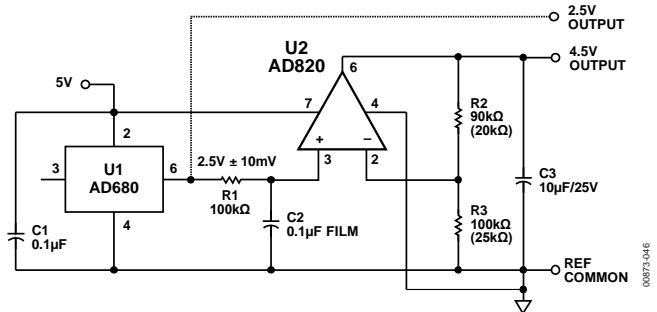 2.5V
OUTPUT
U2
AD820
4.5V
OUTPUT
5V
6
7
4
R2
90kΩ
(20kΩ)
2
+
–
U1
AD680
3
6
2.5V ± 10mV
3
2
R1
100kΩ
C3
10µF/25V
4
C1
0.1µF
C2
0.1µF FILM
R3
100kΩ
(25kΩ)
REF
COMMON
00873-046